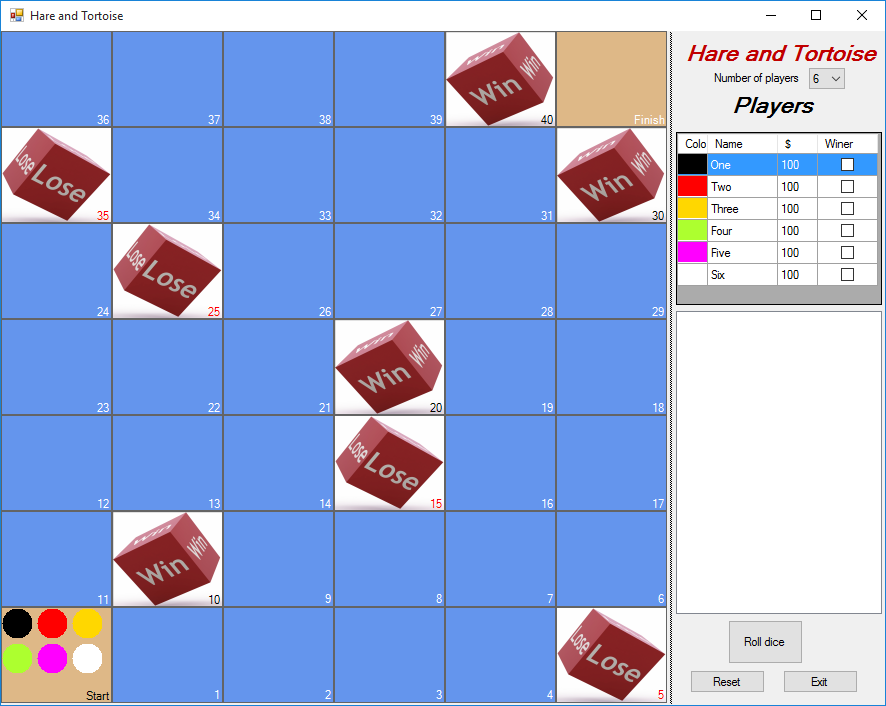 Hare and Tortoise
36 37 38 39 Win Win Win 40 Finish
Lose Lose 35 34 33 32 31 Win Win Win 30
24 Lose Lose 25 26 27 28 29
23 22 21 Win Win Win 20 19 18
12 13 14 Lose Lose 15 16 17
11 Win Win Win 10 9 8 7 6
Start 1 2 3 4 Lose Lose 5
Hare and Tortoise
Number of players 6
Players
Colo Name $ Winer
One 100
Two 100
Three 100
Four 100
Five 100
Six 100
Roll dice
Reset Exit